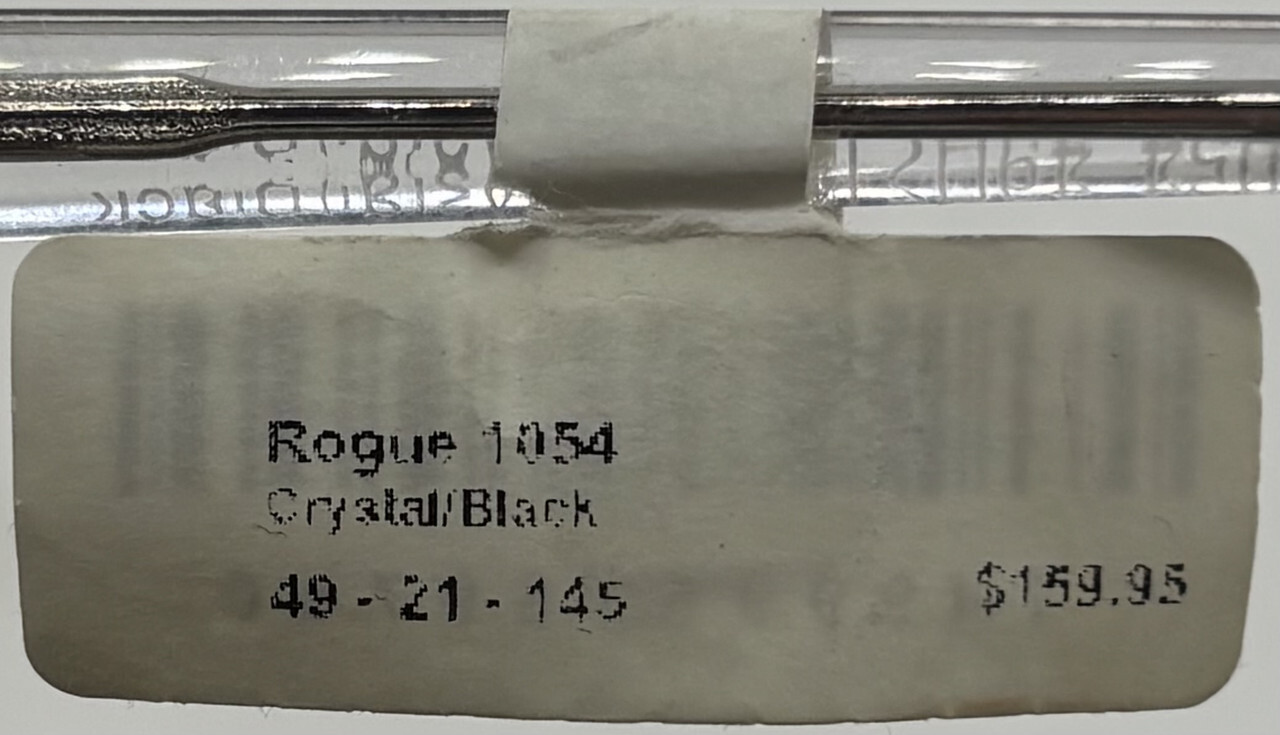 Rogue 1054
Crystal/Black
49 - 21 - 145
$159.95